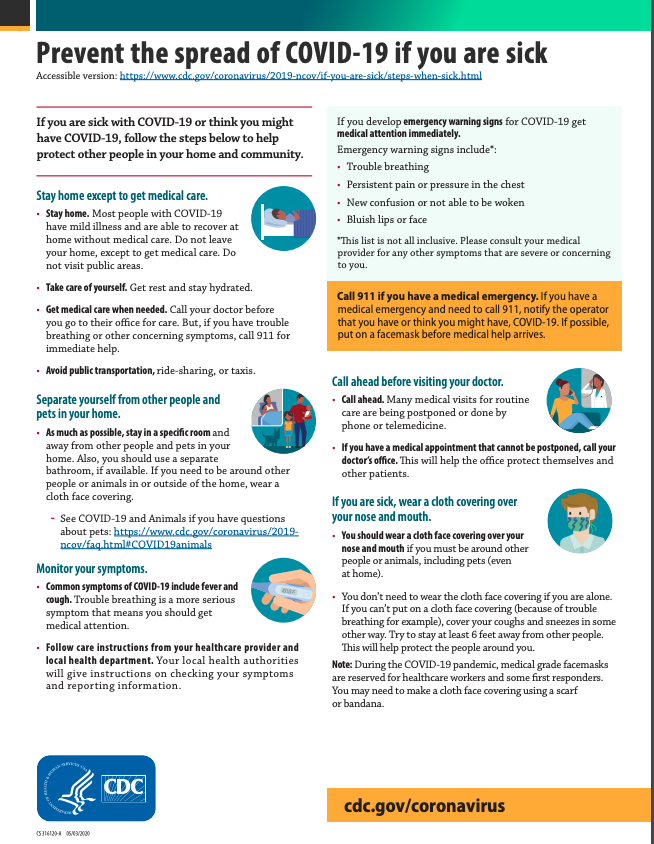 Prevent the spread of COVID-19 if you are sick
Accessible version: https://www.cdc.gov/coronavirus/2019-ncov/if-you-are-sick/steps-when-sick.html
If you are sick with COVID-19 or think you might
have COVID-19, follow the steps below to help
protect other people in your home and community.
Stay home except to get medical care.
• Stay home. Most people with COVID-19
have mild illness and are able to recover at
home without medical care. Do not leave
your home, except to get medical care. Do
not visit public areas.
• Take care of yourself. Get rest and stay hydrated.
• Get medical care when needed. Call your doctor before
you go to their office for care. But, if you have trouble
breathing or other concerning symptoms, call 911 for
immediate help.
• Avoid public transportation, ride-sharing, or taxis.
Separate yourself from other people and
pets in your home.
• As much as possible, stay in a specific room and
away from other people and pets in your
home. Also, you should use a separate
bathroom, if available. If you need to be around other
people or animals in or outside of the home, wear a
cloth face covering.
- See COVID-19 and Animals if you have questions
about pets: https://www.cdc.gov/coronavirus/2019-
ncov/faq.html#COVID19animals
Monitor your symptoms.
• Common symptoms of COVID-19 include fever and
cough. Trouble breathing is a more serious
symptom that means you should get
medical attention.
• Follow care instructions from your healthcare provider and
local health department. Your local health authorities
will give instructions on checking your symptoms
and reporting information.
If you develop emergency warning signs for COVID-19 get
medical attention immediately.
Emergency warning signs include*:
• Trouble breathing
• Persistent pain or pressure in the chest
• New confusion or not able to be woken
• Bluish lips or face
*This list is not all inclusive. Please consult your medical
provider for any other symptoms that are severe or concerning
to you.
Call 911 if you have a medical emergency. If you have a
medical emergency and need to call 911, notify the operator
that you have or think you might have, COVID-19. If possible,
put on a facemask before medical help arrives.
Call ahead before visiting your doctor.
• Call ahead. Many medical visits for routine
care are being postponed or done by
phone or telemedicine.
• If you have a medical appointment that cannot be postponed, call your
doctor's office. This will help the office protect themselves and
other patients.
If you are sick, wear a cloth covering over
your nose and mouth.
• You should wear a cloth face covering over your
nose and mouth if you must be around other
people or animals, including pets (even
at home).
• You don't need to wear the cloth face covering if you are alone.
If you can't put on a cloth face covering (because of trouble
breathing for example), cover your coughs and sneezes in some
other way. Try to stay at least 6 feet away from other people.
This will help protect the people around you.
Note: During the COVID-19 pandemic, medical grade facemasks
are reserved for healthcare workers and some first responders.
You may need to make a cloth face covering using a scarf
or bandana.
CDC
cdc.gov/coronavirus
CS 316120-A 05/03/2020